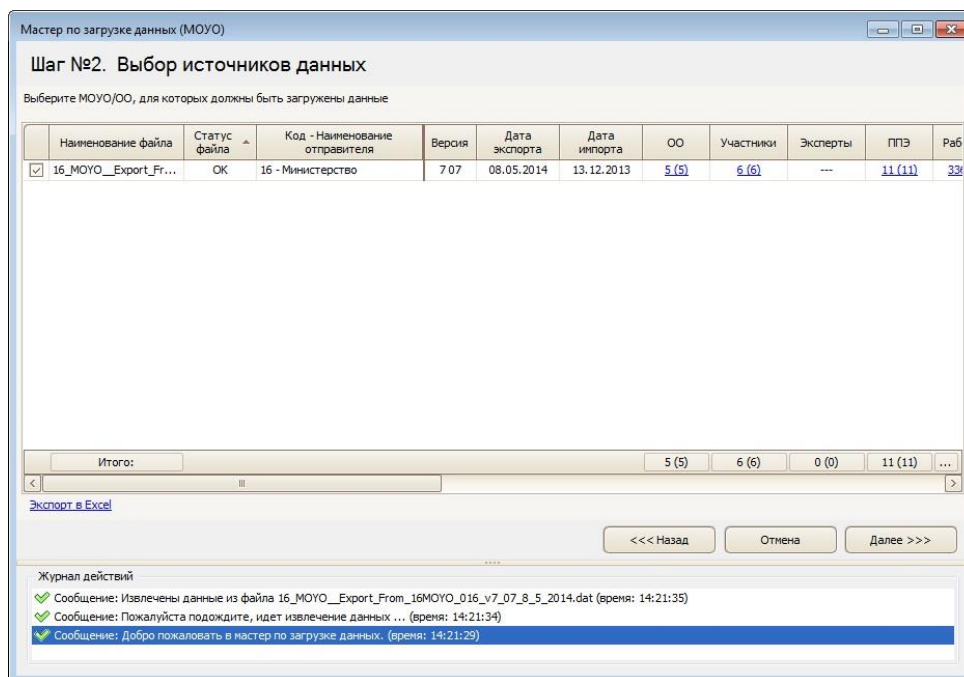 Мастер по загрузке данных (МОУО)
Шаг №2. Выбор источников данных
Выберите МОУО/ОО, для которых должны быть загружены данные
Наименование файла Статус файла Код - Наименование отправителя Версия Дата экспорта Дата импорта ОО Участники Эксперты ППЭ Раб
16_MOYO__Export_Fr... OK 16 - Министерство 7 07 08.05.2014 13.12.2013 5 (5) 6 (6) --- 11 (11) 336
Итого: 5 (5) 6 (6) 0 (0) 11 (11) ...
Экспорт в Excel
<<< Назад Отмена Далее >>>
Журнал действий
Сообщение: Извлечены данные из файла 16_MOYO__Export_From_16MOYO_016_v7_07_8_5_2014.dat (время: 14:21:35)
Сообщение: Пожалуйста подождите, идет извлечение данных ... (время: 14:21:34)
Сообщение: Добро пожаловать в мастер по загрузке данных. (время: 14:21:29)